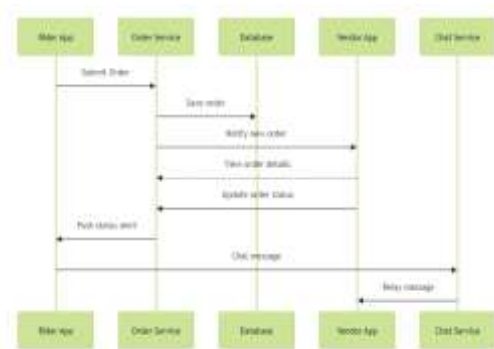 Rider App
Order Service
Database
Vendor App
Chat Service
Submit Order
Save order
Notify new order
View order details
Update order status
Push status alert
Chat message
Relay message
Rider App
Order Service
Database
Vendor App
Chat Service